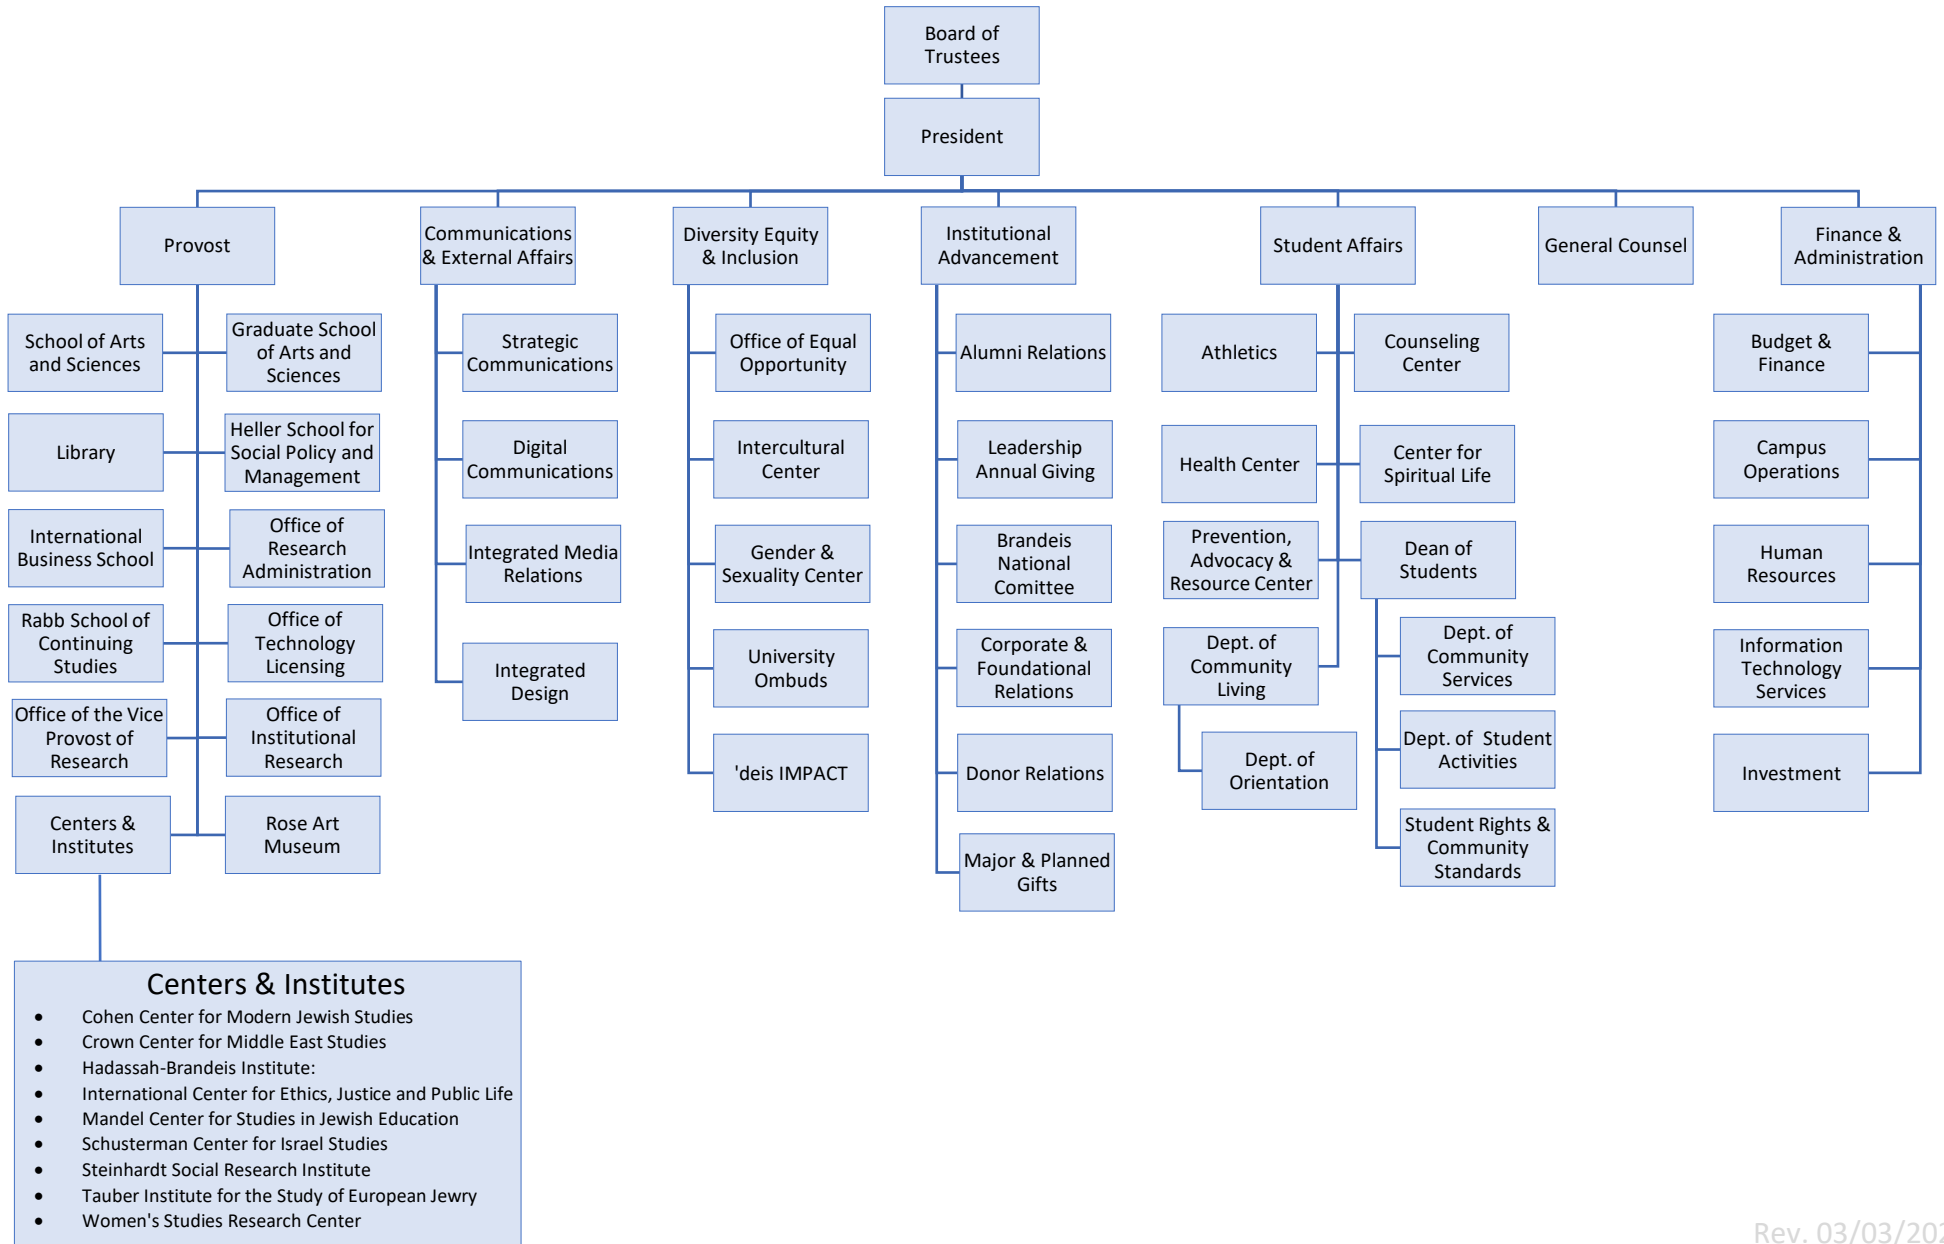 Board of
Trustees
President
Provost
Communications
& External Affairs
Diversity Equity
& Inclusion
Institutional
Advancement
Student Affairs
General Counsel
Finance &
Administration
School of Arts
and Sciences
Graduate School
of Arts and
Sciences
Library
Heller School for
Social Policy and
Management
International
Business School
Office of
Research
Administration
Rabb School of
Continuing
Studies
Office of
Technology
Licensing
Office of the Vice
Provost of
Research
Office of
Institutional
Research
Centers &
Institutes
Rose Art
Museum
Strategic
Communications
Digital
Communications
Integrated Media
Relations
Integrated
Design
Office of Equal
Opportunity
Intercultural
Center
Gender &
Sexuality Center
University
Ombuds
'deis IMPACT
Alumni Relations
Leadership
Annual Giving
Brandeis
National
Comittee
Corporate &
Foundational
Relations
Donor Relations
Major & Planned
Gifts
Athletics
Counseling
Center
Health Center
Center for
Spiritual Life
Prevention,
Advocacy &
Resource Center
Dean of
Students
Dept. of
Community
Living
Dept. of
Orientation
Dept. of
Community
Services
Dept. of Student
Activities
Student Rights &
Community
Standards
Budget &
Finance
Campus
Operations
Human
Resources
Information
Technology
Services
Investment
Centers & Institutes
• Cohen Center for Modern Jewish Studies
• Crown Center for Middle East Studies
• Hadassah-Brandeis Institute:
• International Center for Ethics, Justice and Public Life
• Mandel Center for Studies in Jewish Education
• Schusterman Center for Israel Studies
• Steinhardt Social Research Institute
• Tauber Institute for the Study of European Jewry
• Women's Studies Research Center
Rev. 03/03/202